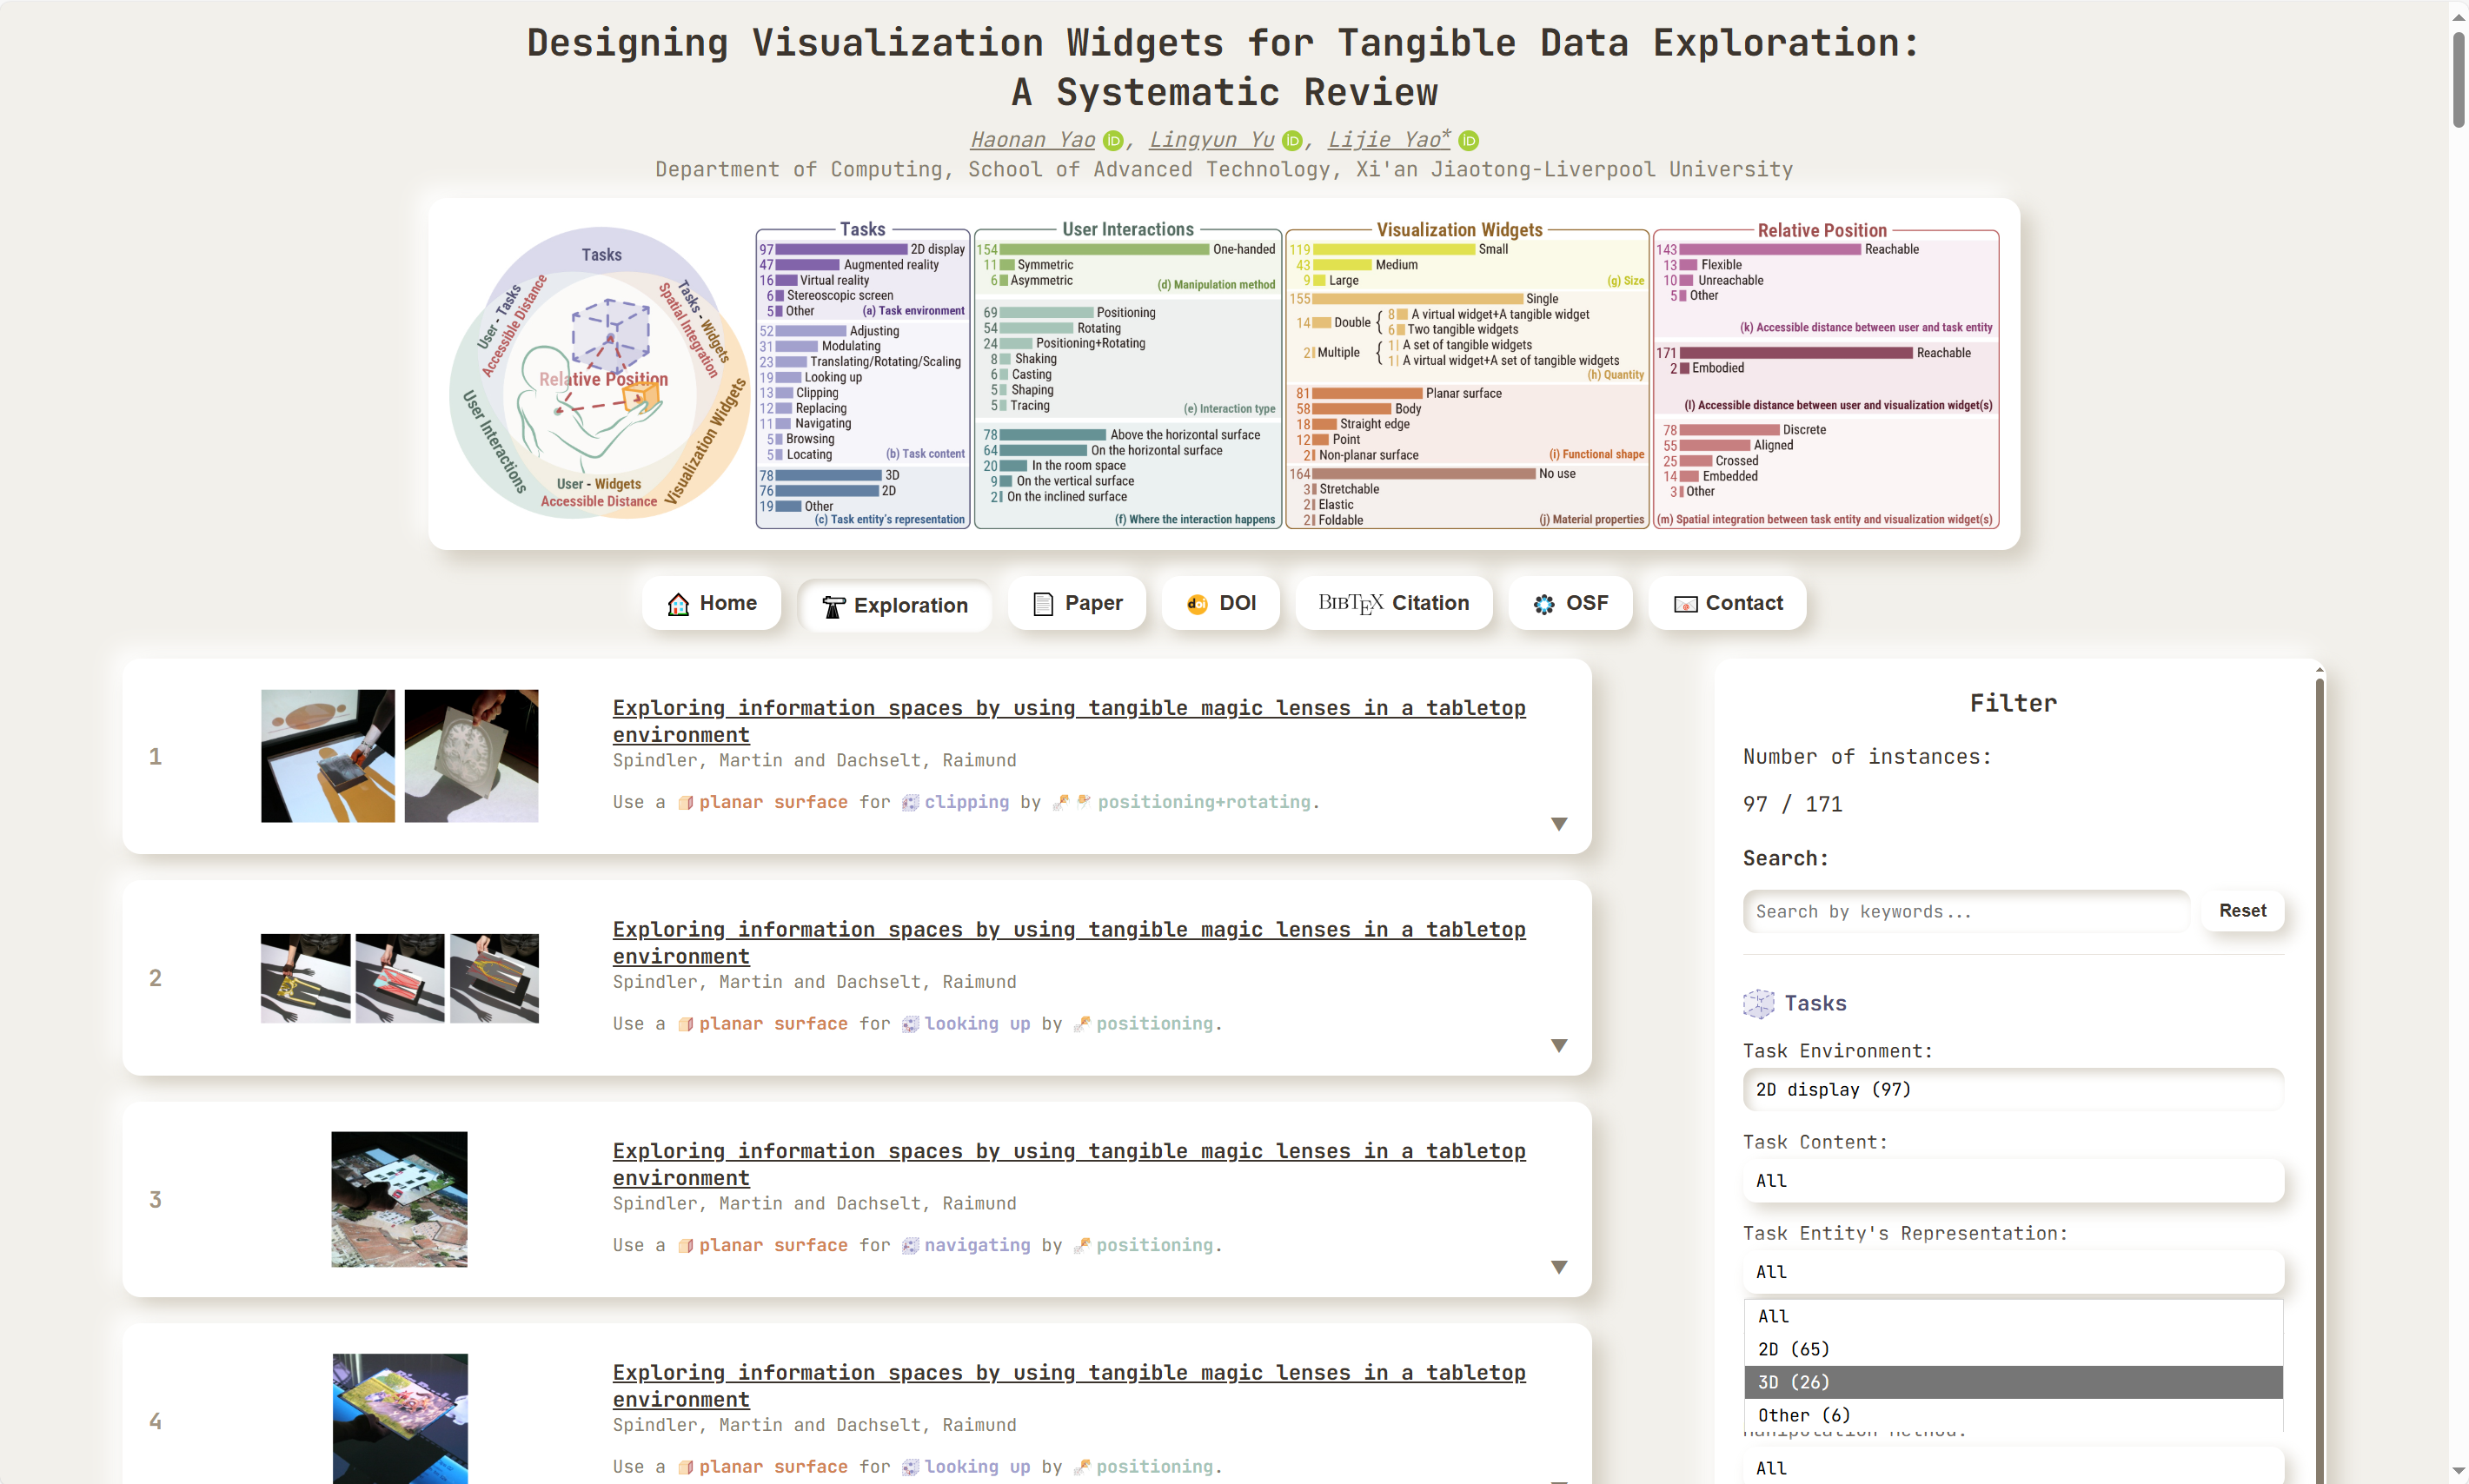 Designing Visualization Widgets for Tangible Data Exploration:
A Systematic Review
Haonan Yao iD, Lingyun Yu iD, Lijie Yao* iD
Department of Computing, School of Advanced Technology, Xi'an Jiaotong-Liverpool University
Tasks
User - Tasks
Accessible Distance
Tasks - Widgets
Spatial Integration
Relative Position
User Interactions
Visualization Widgets
User - Widgets
Accessible Distance
Tasks
97 2D display
47 Augmented reality
16 Virtual reality
6 Stereoscopic screen
5 Other (a) Task environment
52 Adjusting
31 Modulating
23 Translating/Rotating/Scaling
19 Looking up
13 Clipping
12 Replacing
11 Navigating
5 Browsing
5 Locating (b) Task content
78 3D
76 2D
19 Other
(c) Task entity's representation
User Interactions
154 One-handed
11 Symmetric
6 Asymmetric (d) Manipulation method
69 Positioning
54 Rotating
24 Positioning+Rotating
8 Shaking
6 Casting
5 Shaping
5 Tracing (e) Interaction type
78 Above the horizontal surface
64 On the horizontal surface
20 In the room space
9 On the vertical surface
2 On the inclined surface
(f) Where the interaction happens
Visualization Widgets
119 Small
43 Medium
9 Large (g) Size
155 Single
14 Double { 8 A virtual widget+A tangible widget
6 Two tangible widgets
2 Multiple { 1 A set of tangible widgets
1 A virtual widget+A set of tangible widgets
(h) Quantity
81 Planar surface
58 Body
18 Straight edge
12 Point
2 Non-planar surface (i) Functional shape
164 No use
3 Stretchable
2 Elastic
2 Foldable (j) Material properties
Relative Position
143 Reachable
13 Flexible
10 Unreachable
5 Other
(k) Accessible distance between user and task entity
171 Reachable
2 Embodied
(l) Accessible distance between user and visualization widget(s)
78 Discrete
55 Aligned
25 Crossed
14 Embedded
3 Other
(m) Spatial integration between task entity and visualization widget(s)
Home
Exploration
Paper
doi DOI
BIBTEX Citation
OSF
Contact
1
Exploring information spaces by using tangible magic lenses in a tabletop
environment
Spindler, Martin and Dachselt, Raimund
Use a planar surface for clipping by positioning+rotating.
▼
2
Exploring information spaces by using tangible magic lenses in a tabletop
environment
Spindler, Martin and Dachselt, Raimund
Use a planar surface for looking up by positioning.
▼
3
Exploring information spaces by using tangible magic lenses in a tabletop
environment
Spindler, Martin and Dachselt, Raimund
Use a planar surface for navigating by positioning.
▼
4
Exploring information spaces by using tangible magic lenses in a tabletop
environment
Spindler, Martin and Dachselt, Raimund
Use a planar surface for looking up by positioning.
Filter
Number of instances:
97 / 171
Search:
Search by keywords...
Reset
Tasks
Task Environment:
2D display (97)
Task Content:
All
Task Entity's Representation:
All
All
2D (65)
3D (26)
Other (6)
Manipulation Method:
All